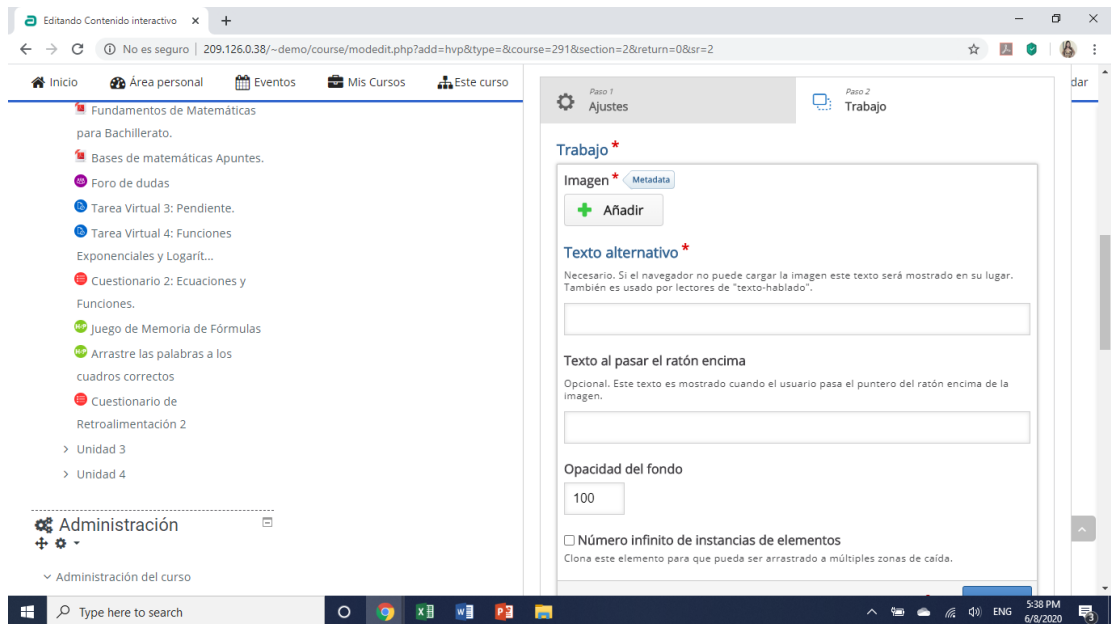 Editando Contenido interactivo
No es seguro | 209.126.0.38/~demo/course/modedit.php?add=hvp&type=&course=291&section=2&return=0&sr=2
Inicio Área personal Eventos Mis Cursos Este curso
dar
Fundamentos de Matemáticas
para Bachillerato.
Bases de matemáticas Apuntes.
Foro de dudas
Tarea Virtual 3: Pendiente.
Tarea Virtual 4: Funciones
Exponenciales y Logarít...
Cuestionario 2: Ecuaciones y
Funciones.
H-P Juego de Memoria de Fórmulas
H-P Arrastre las palabras a los
cuadros correctos
Cuestionario de
Retroalimentación 2
Unidad 3
Unidad 4
Administración
Administración del curso
Paso 1
Ajustes
Paso 2
Trabajo
Trabajo *
Imagen * Metadata
Añadir
Texto alternativo *
Necesario. Si el navegador no puede cargar la imagen este texto será mostrado en su lugar.
También es usado por lectores de "texto-hablado".
Texto al pasar el ratón encima
Opcional. Este texto es mostrado cuando el usuario pasa el puntero del ratón encima de la
imagen.
Opacidad del fondo
100
Número infinito de instancias de elementos
Clona este elemento para que pueda ser arrastrado a múltiples zonas de caída.
Type here to search
ENG
5:38 PM
6/8/2020
3